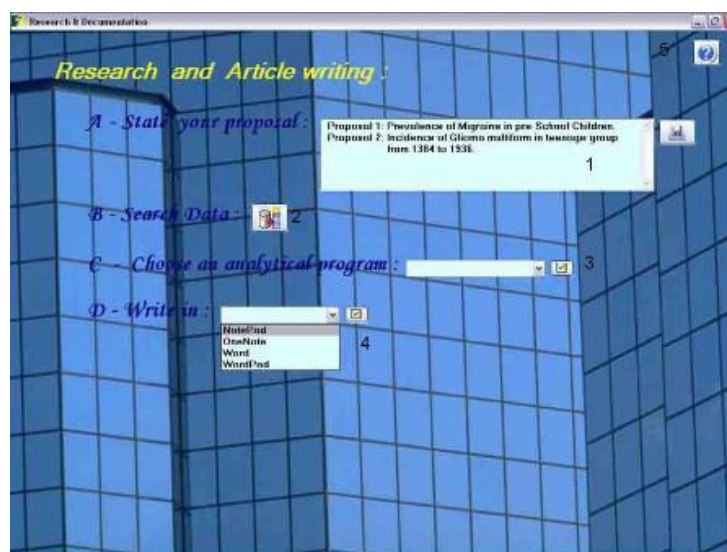 Research & Documentation
5
Research and Article writing :
A - State your proposal :
Proposal 1: Prevalence of Migraine in pre-School Children.
Proposal 2: Incidence of Gliomo multiform in teenage group
from 1384 to 1936.
1
B - Search Data :
2
C - Choose an analytical program :
3
D - Write in :
NotePad
OneNote
Word
WordPad
4